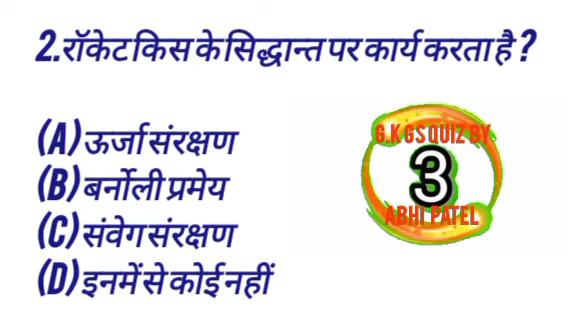 2.रॉकेट किस के सिद्धान्त पर कार्य करता है ?
(A) ऊर्जा संरक्षण
(B) बर्नोली प्रमेय
(C) संवेग संरक्षण
(D) इनमें से कोई नहीं
G.K GS QUIZ BY
3
ABHI PATEL